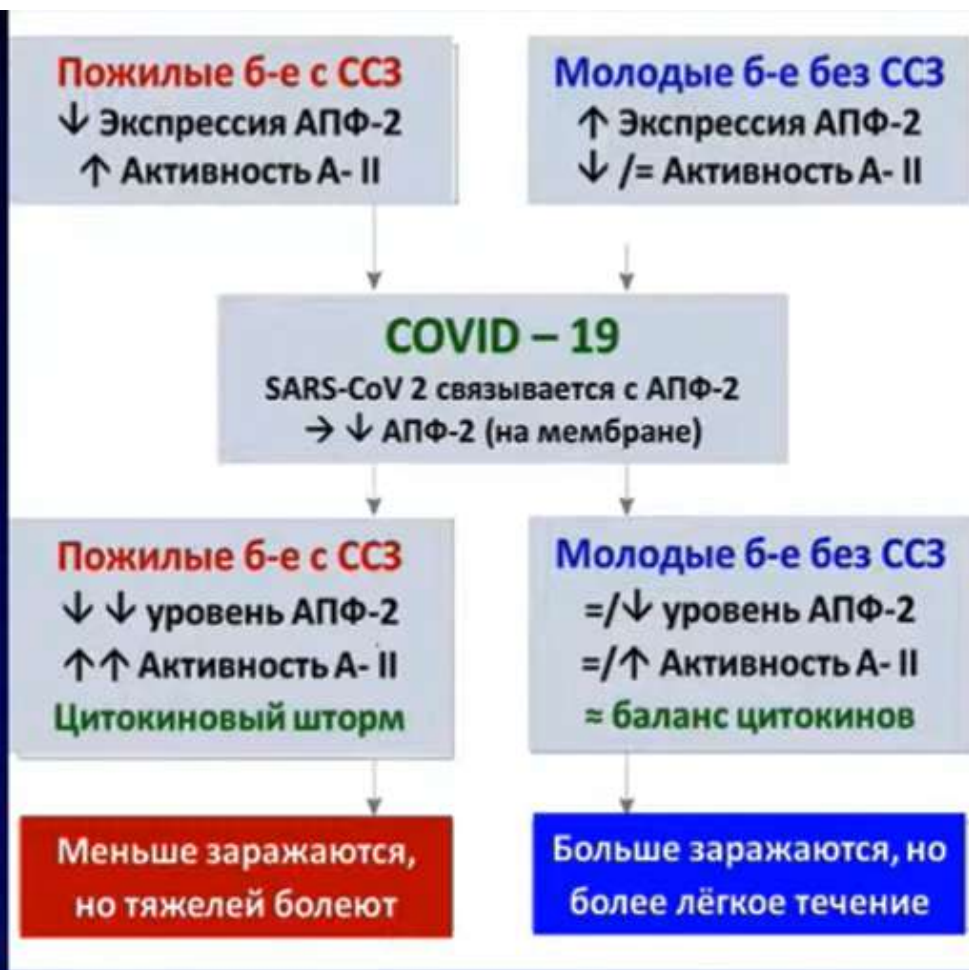 Пожилые б-е с ССЗ
↓ Экспрессия АПФ-2
↑ Активность А- II
Молодые б-е без ССЗ
↑ Экспрессия АПФ-2
↓ /= Активность А- II
COVID – 19
SARS-CoV 2 связывается с АПФ-2
→ ↓ АПФ-2 (на мембране)
Пожилые б-е с ССЗ
↓ ↓ уровень АПФ-2
↑↑ Активность А- II
Цитокиновый шторм
Молодые б-е без ССЗ
=/↓ уровень АПФ-2
=/↑ Активность А- II
≈ баланс цитокинов
Меньше заражаются,
но тяжелей болеют
Больше заражаются, но
более лёгкое течение